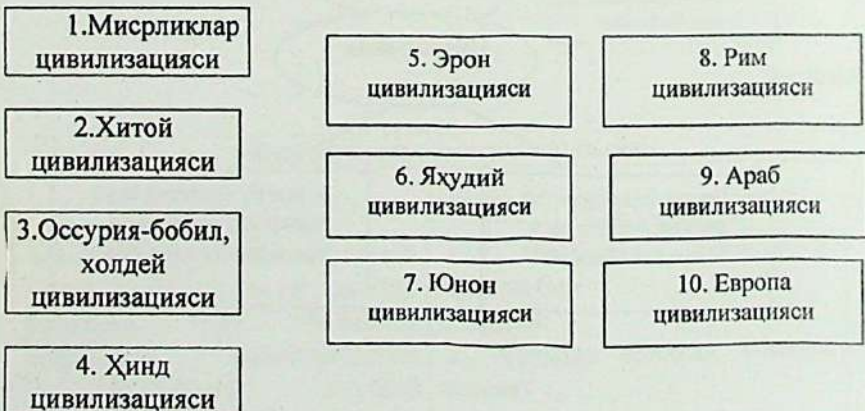 1.Мисрликлар
цивилизацияси
2.Хитой
цивилизацияси
3.Оссурия-бобил,
холдей
цивилизацияси
4. Ҳинд
цивилизацияси
5. Эрон
цивилизацияси
6. Яҳудий
цивилизацияси
7. Юнон
цивилизацияси
8. Рим
цивилизацияси
9. Араб
цивилизацияси
10. Европа
цивилизацияси